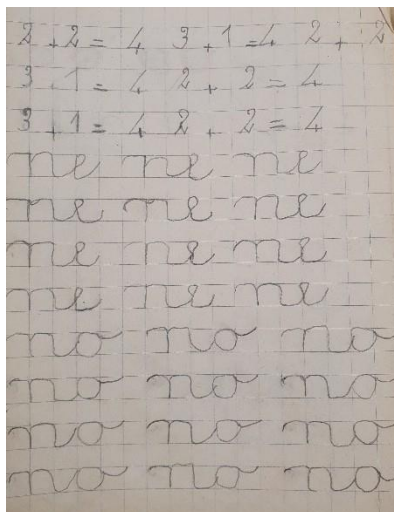 2 + 2 = 4 3 + 1 = 4 2 + 2
3 + 1 = 4 2 + 2 = 4
3 + 1 = 4 2 + 2 = 4
ne ne ne
ne ne ne
ne ne ne
ne ne ne
no no no
no no no
no no no
no no no